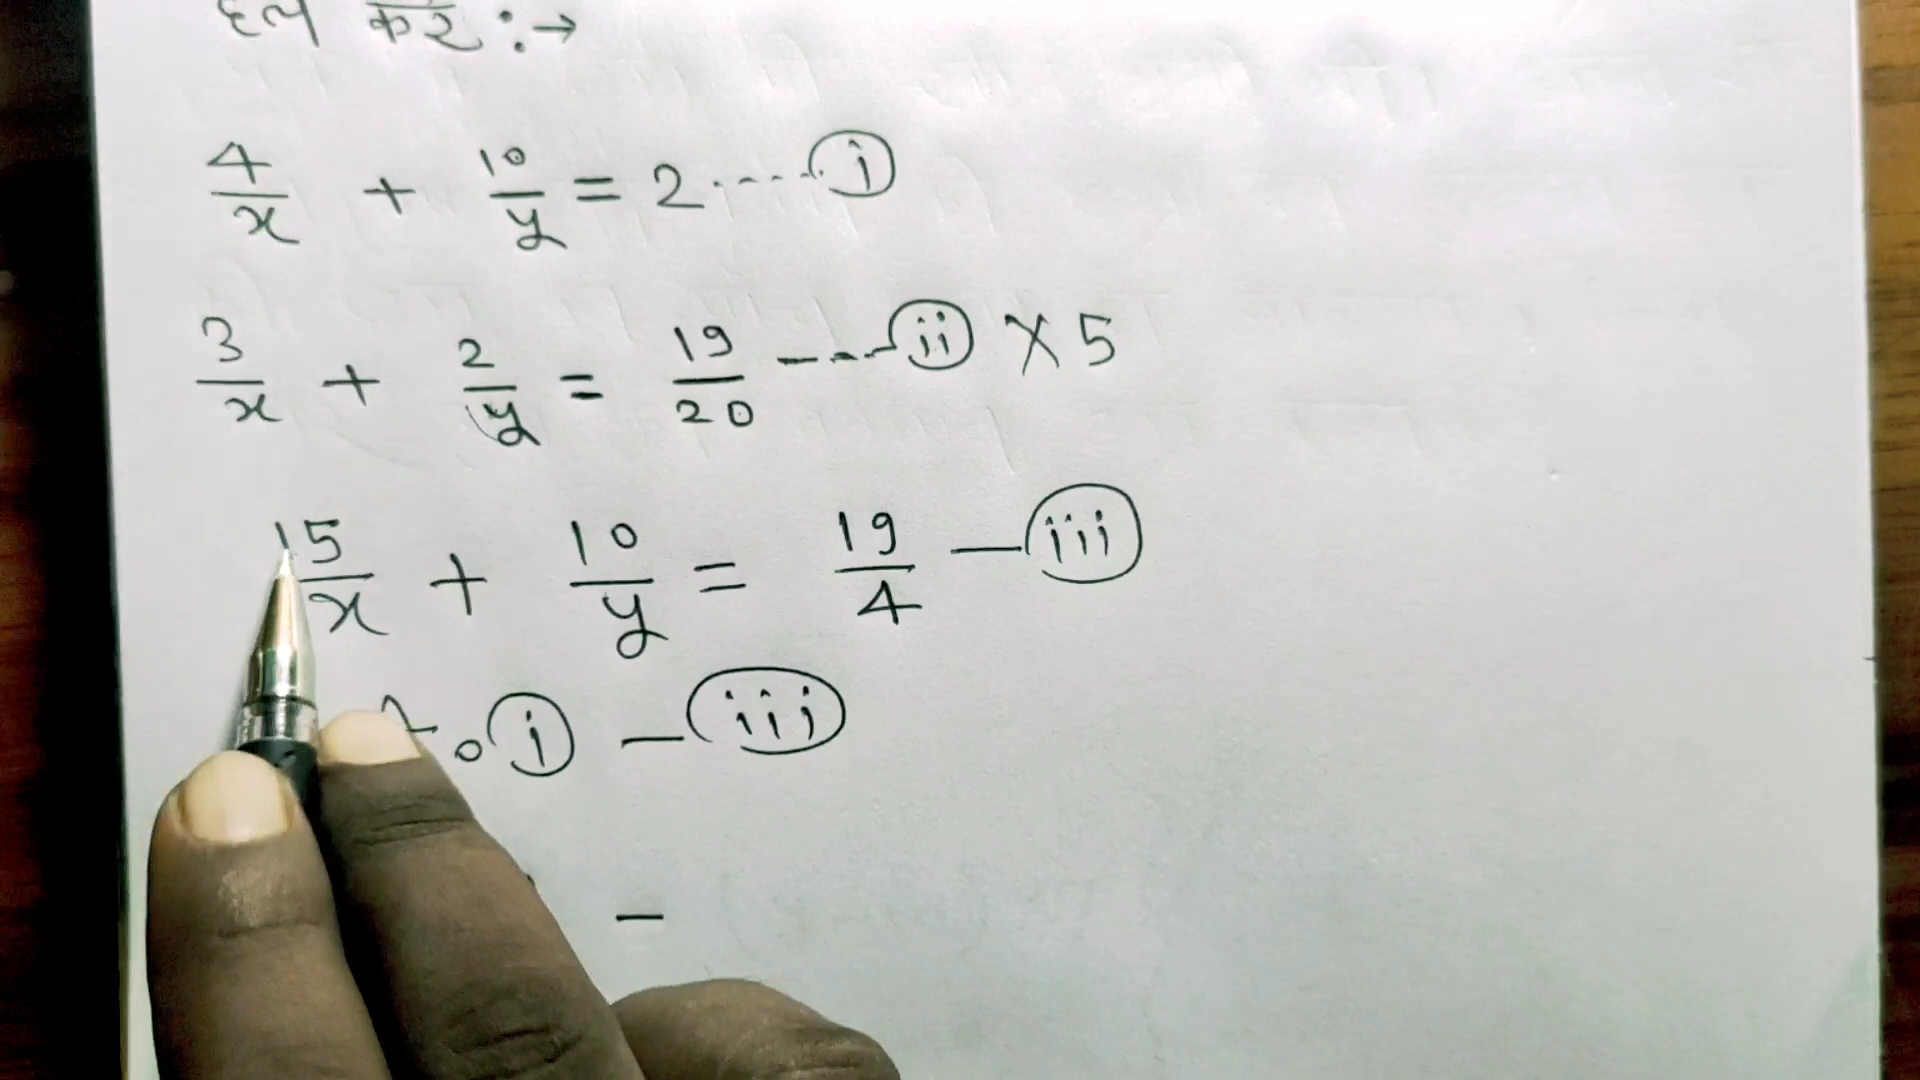 हल करे :→
4/x + 10/y = 2 ---- (i)
3/x + 2/y = 19/20 ---- (ii) × 5
15/x + 10/y = 19/4 — (iii)
(i) — (iii)
–